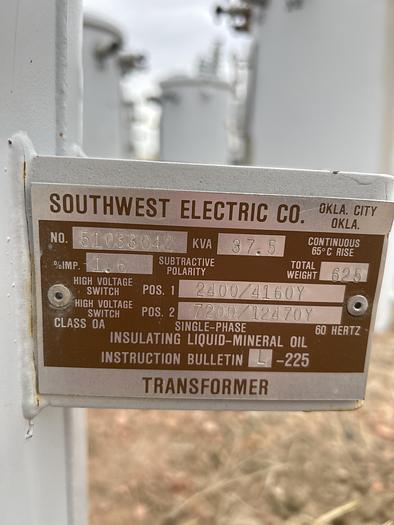 SOUTHWEST ELECTRIC CO. OKLA. CITY OKLA.
NO. KVA 37.5 CONTINUOUS 65°C RISE
%IMP. 1.6 SUBTRACTIVE POLARITY TOTAL WEIGHT 625
HIGH VOLTAGE SWITCH POS. 1 2400/4160Y
HIGH VOLTAGE SWITCH POS. 2 7200/12470Y
CLASS OA SINGLE-PHASE 60 HERTZ
INSULATING LIQUID-MINERAL OIL
INSTRUCTION BULLETIN L -225
TRANSFORMER